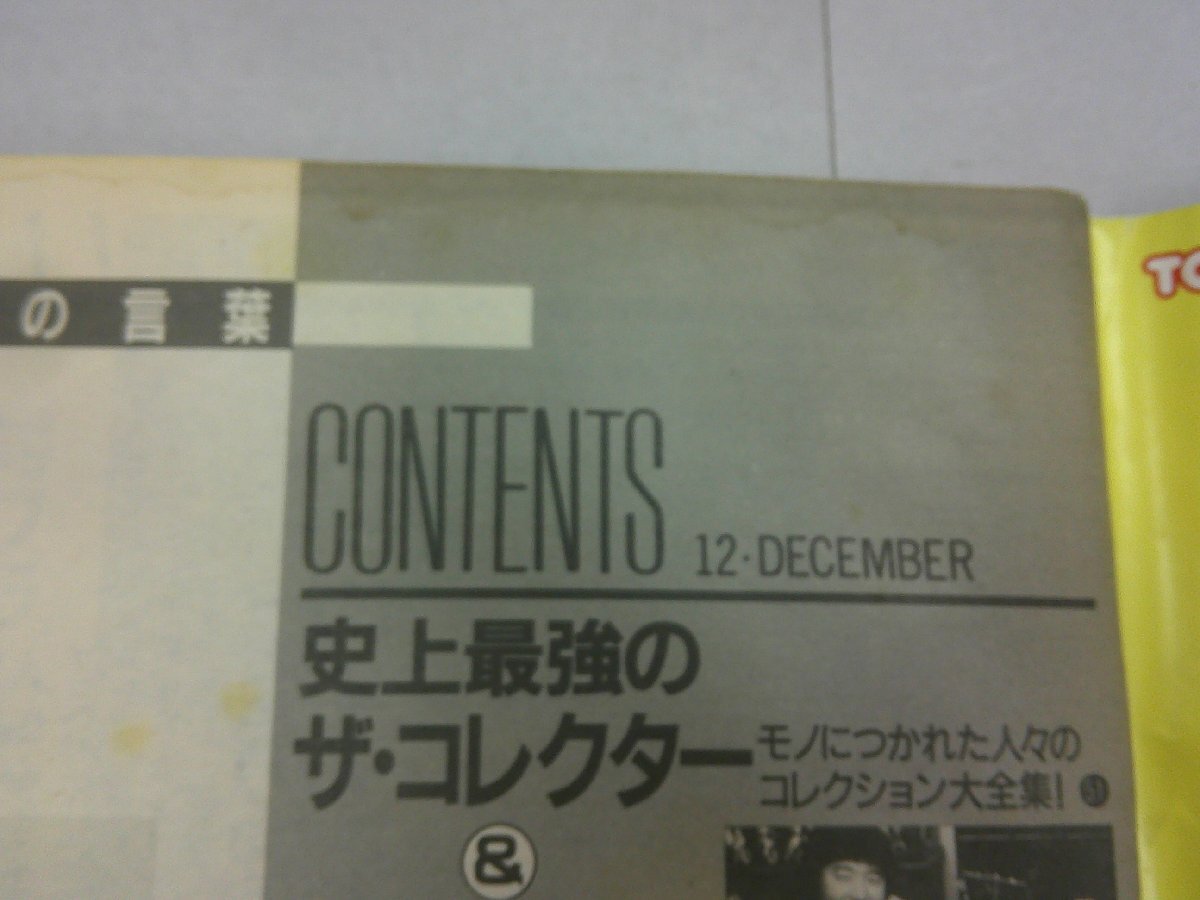 の言葉
CONTENTS 12・DECEMBER
史上最強の
ザ・コレクター
モノにつかれた人々の
コレクション大全集!
&
TO